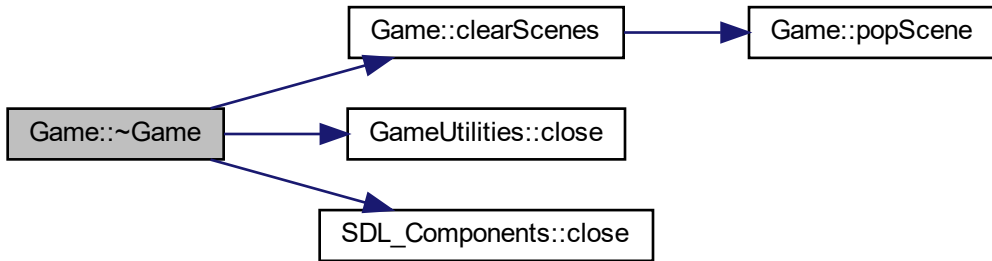 Game::clearScenes
Game::popScene
Game::~Game
GameUtilities::close
SDL_Components::close